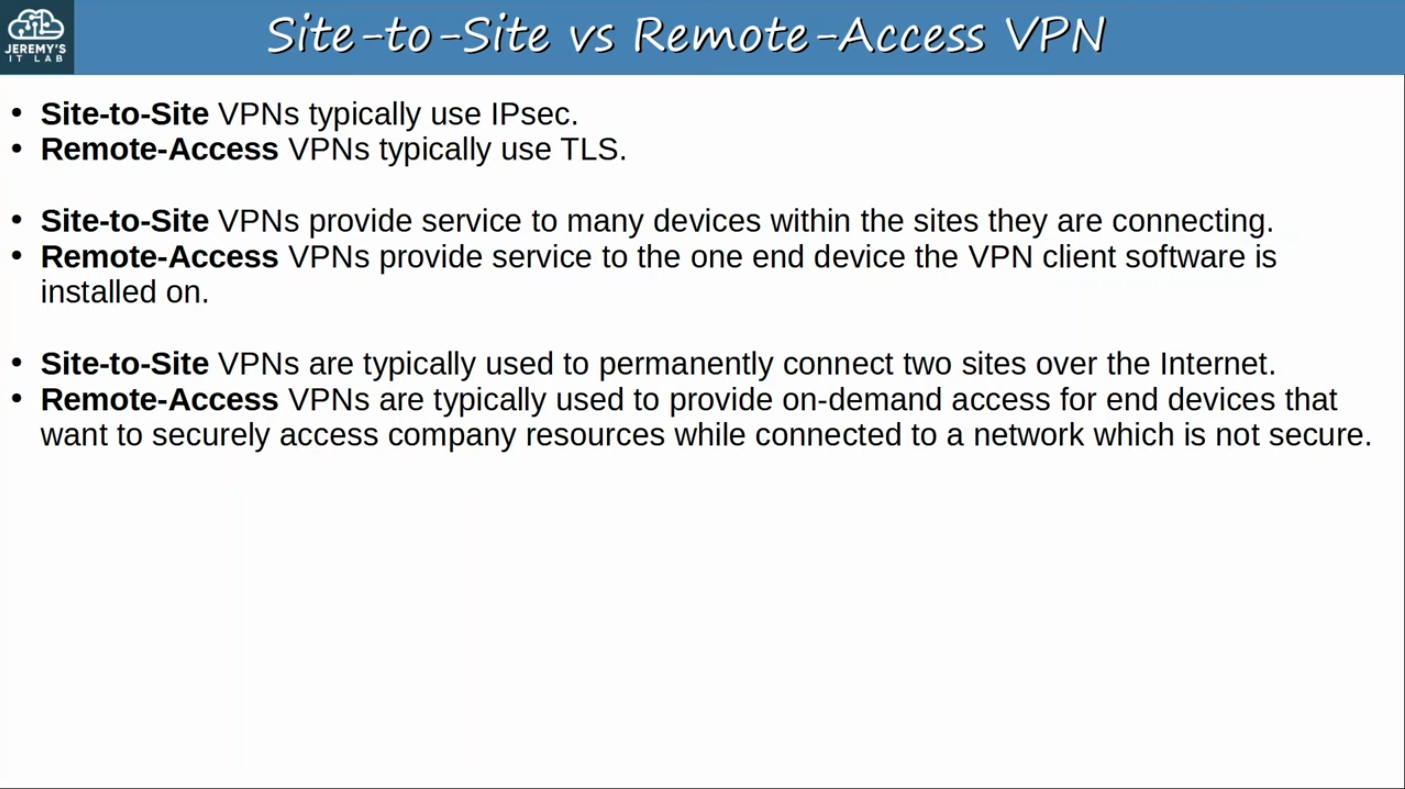 JEREMY'S
IT LAB
Site-to-Site vs Remote-Access VPN
• Site-to-Site VPNs typically use IPsec.
• Remote-Access VPNs typically use TLS.
• Site-to-Site VPNs provide service to many devices within the sites they are connecting.
• Remote-Access VPNs provide service to the one end device the VPN client software is
installed on.
• Site-to-Site VPNs are typically used to permanently connect two sites over the Internet.
• Remote-Access VPNs are typically used to provide on-demand access for end devices that
want to securely access company resources while connected to a network which is not secure.